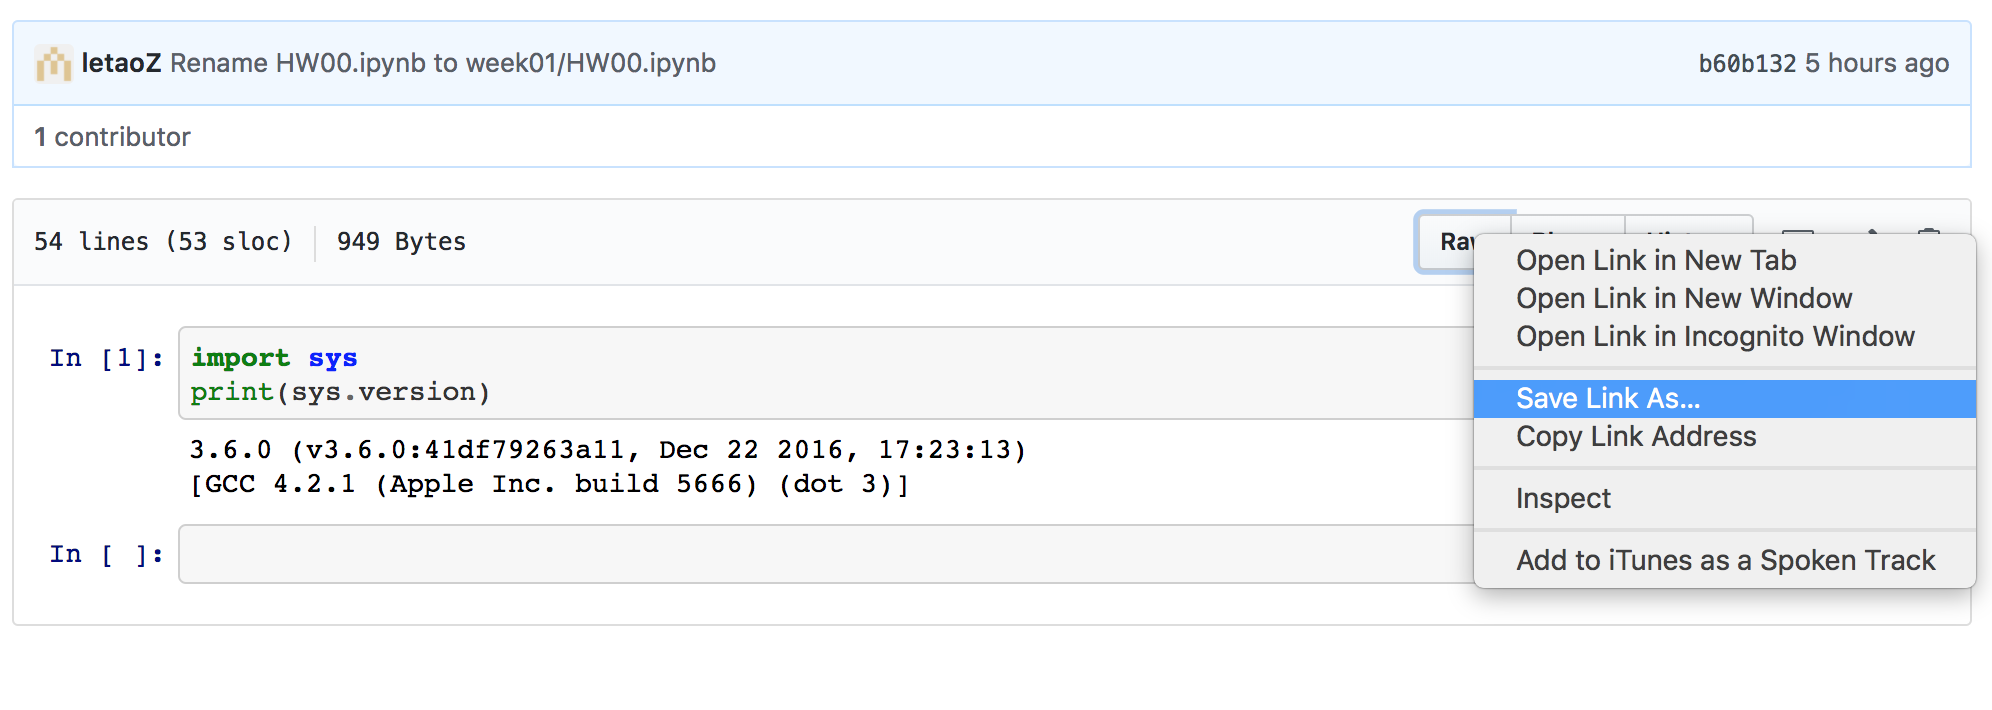 letaoZ Rename HW00.ipynb to week01/HW00.ipynb
b60b132 5 hours ago
1 contributor
54 lines (53 sloc)
949 Bytes
Open Link in New Tab
Open Link in New Window
Open Link in Incognito Window
Save Link As...
Copy Link Address
Inspect
Add to iTunes as a Spoken Track
In [1]:
import sys
print(sys.version)
3.6.0 (v3.6.0:41df79263a11, Dec 22 2016, 17:23:13)
[GCC 4.2.1 (Apple Inc. build 5666) (dot 3)]
In [ ]: